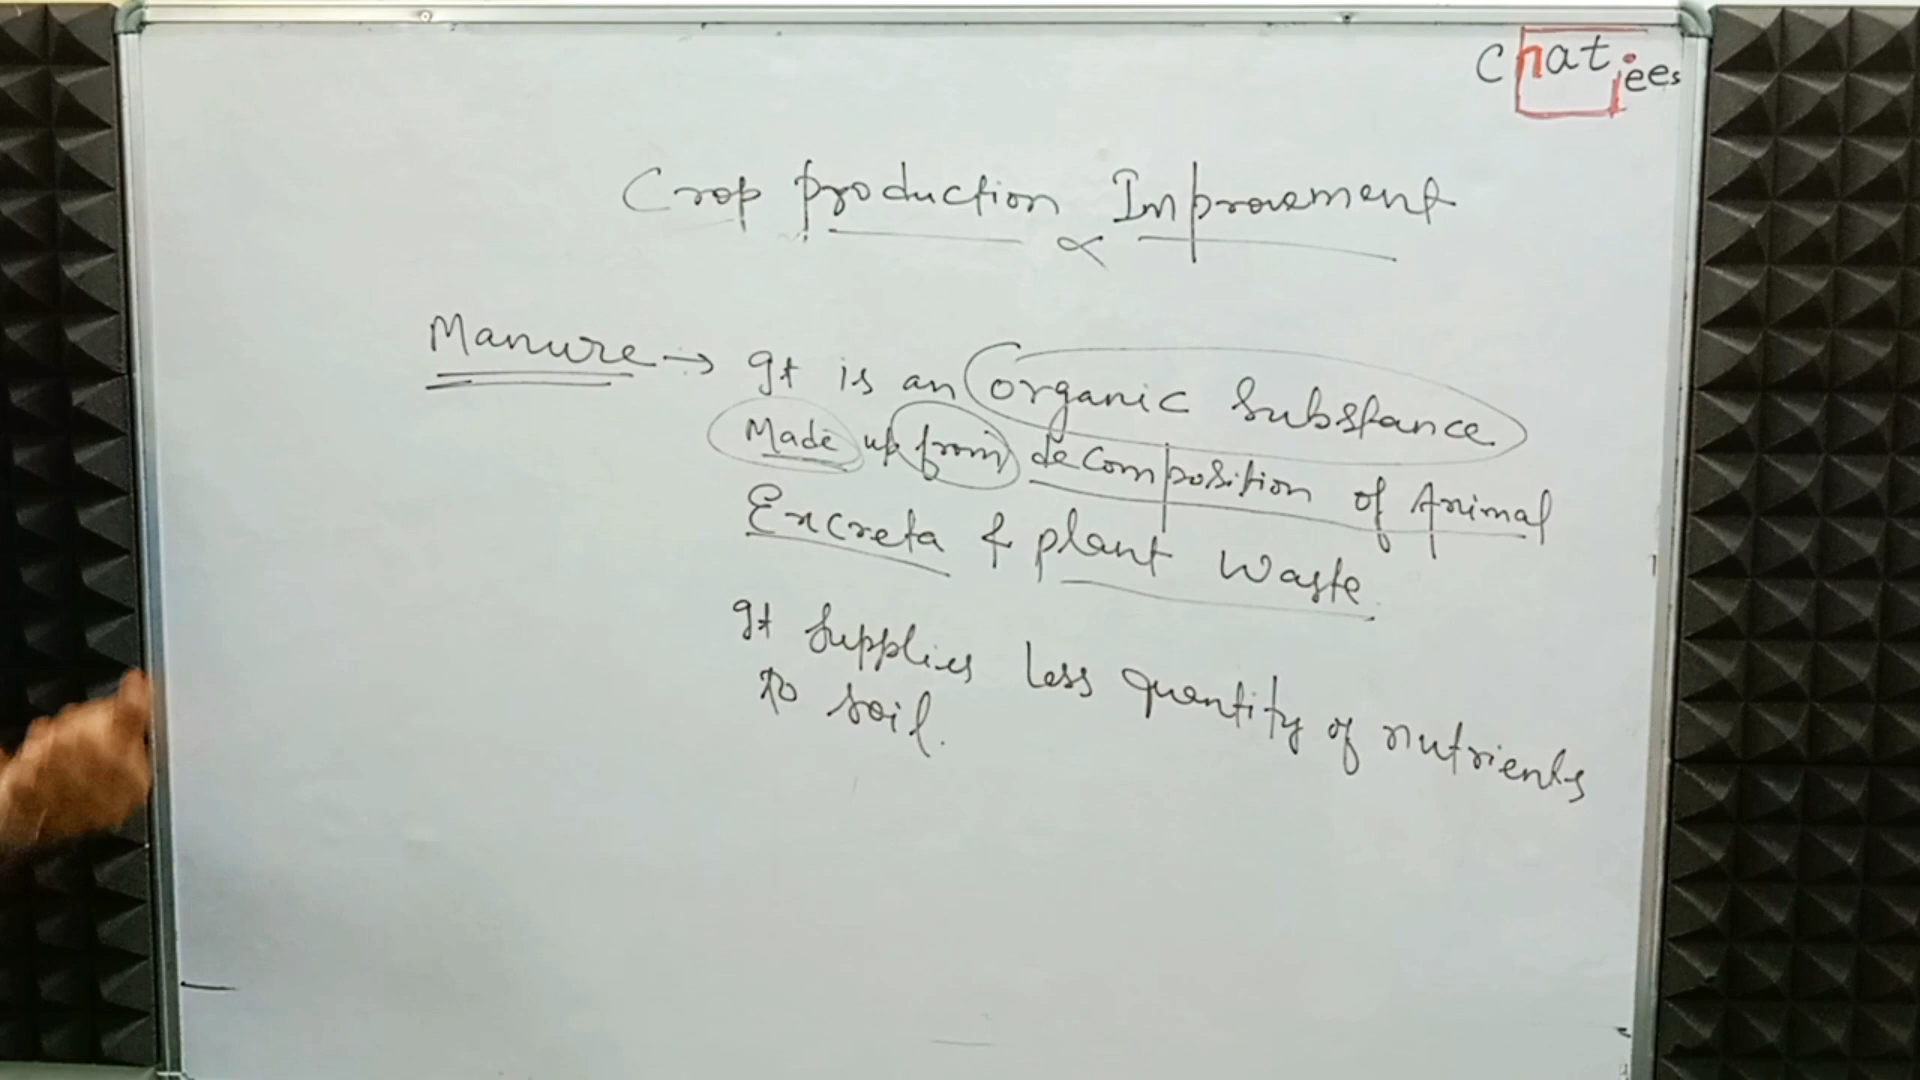 Chatjees
Crop production Improvement
&
Manure → It is an organic Substance
Made up from decomposition of Animal
Excreta & plant Waste.
It Supplies Less quantity of nutrients
to soil.